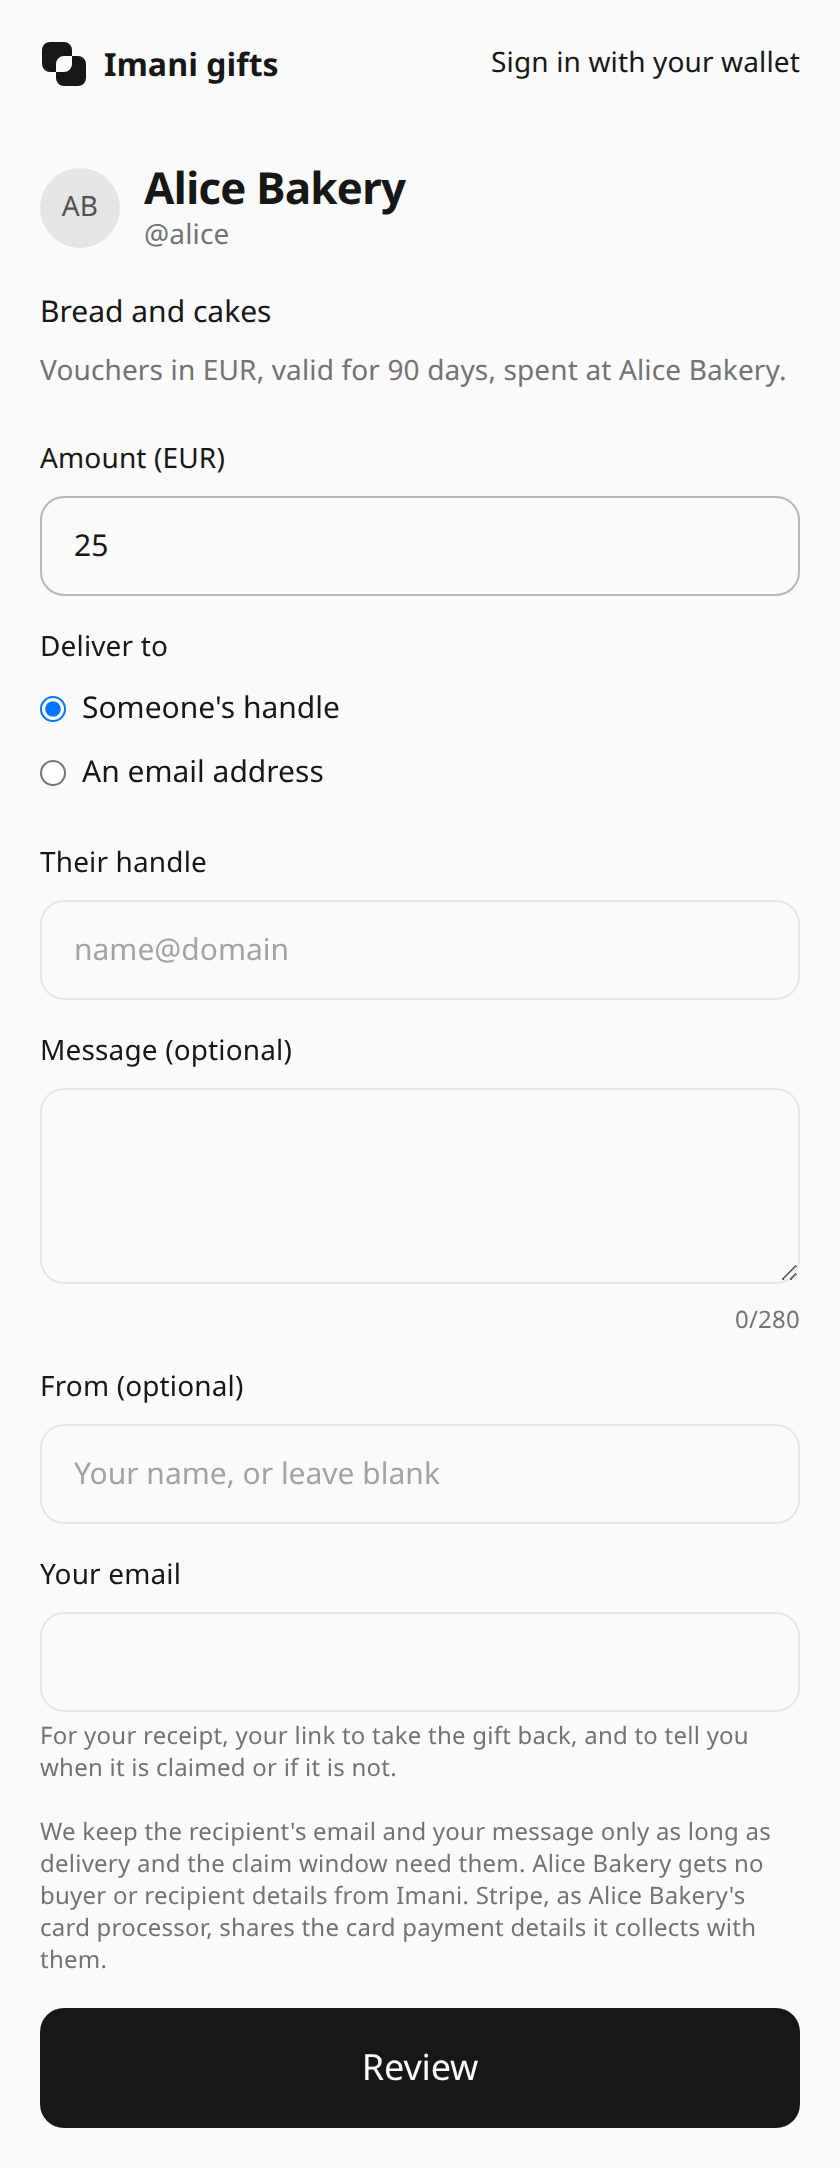 Imani gifts
Sign in with your wallet
AB
Alice Bakery
@alice
Bread and cakes
Vouchers in EUR, valid for 90 days, spent at Alice Bakery.
Amount (EUR)
25
Deliver to
Someone's handle
An email address
Their handle
name@domain
Message (optional)
0/280
From (optional)
Your name, or leave blank
Your email
For your receipt, your link to take the gift back, and to tell you
when it is claimed or if it is not.
We keep the recipient's email and your message only as long as
delivery and the claim window need them. Alice Bakery gets no
buyer or recipient details from Imani. Stripe, as Alice Bakery's
card processor, shares the card payment details it collects with
them.
Review